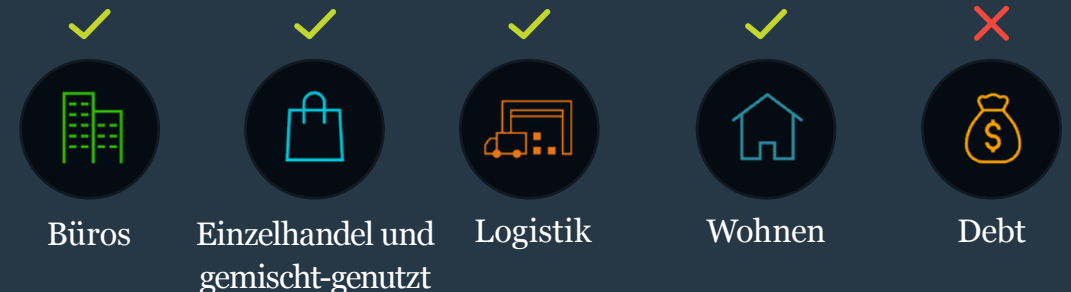 Büros
Einzelhandel und
gemischt-genutzt
Logistik
Wohnen
Debt